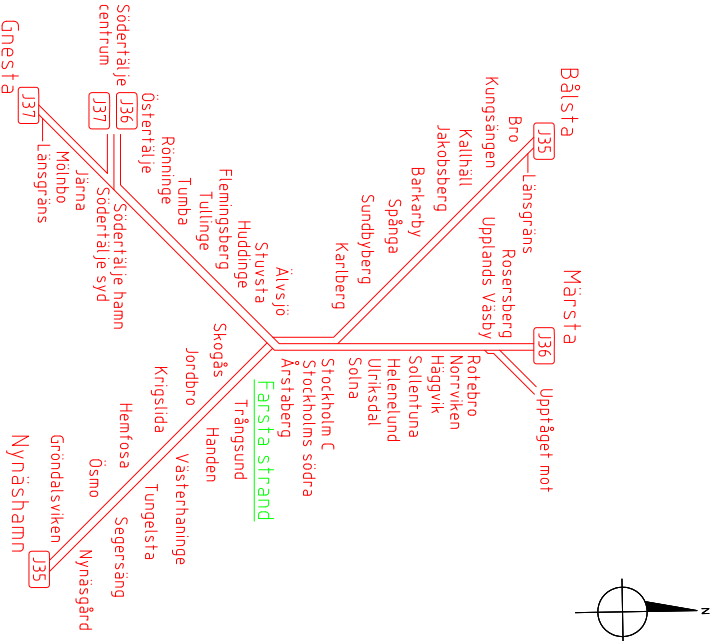 Bålsta
J35
Länsgräns
Bro
Kungsängen
Kallhäll
Jakobsberg
Barkarby
Spånga
Sundbyberg
Karlberg
Märsta
J36
Upptåget mot
Rosersberg
Upplands Väsby
Rotebro
Norrviken
Häggvik
Sollentuna
Helenelund
Ulriksdal
Solna
Stockholm C
Stockholms södra
Årstaberg
Älvsjö
Stuvsta
Huddinge
Flemingsberg
Tullinge
Tumba
Rönninge
Östertälje
Södertälje
centrum
J36
J37
Södertälje hamn
Södertälje syd
Järna
Mölnbo
Länsgräns
J37
Gnesta
Farsta strand
Trångsund
Skogås
Handen
Jordbro
Västerhaninge
Krigslida
Tungelsta
Hemfosa
Segersäng
Ösmo
Nynäsgård
Gröndalsviken
Nynäshamn
J35
N